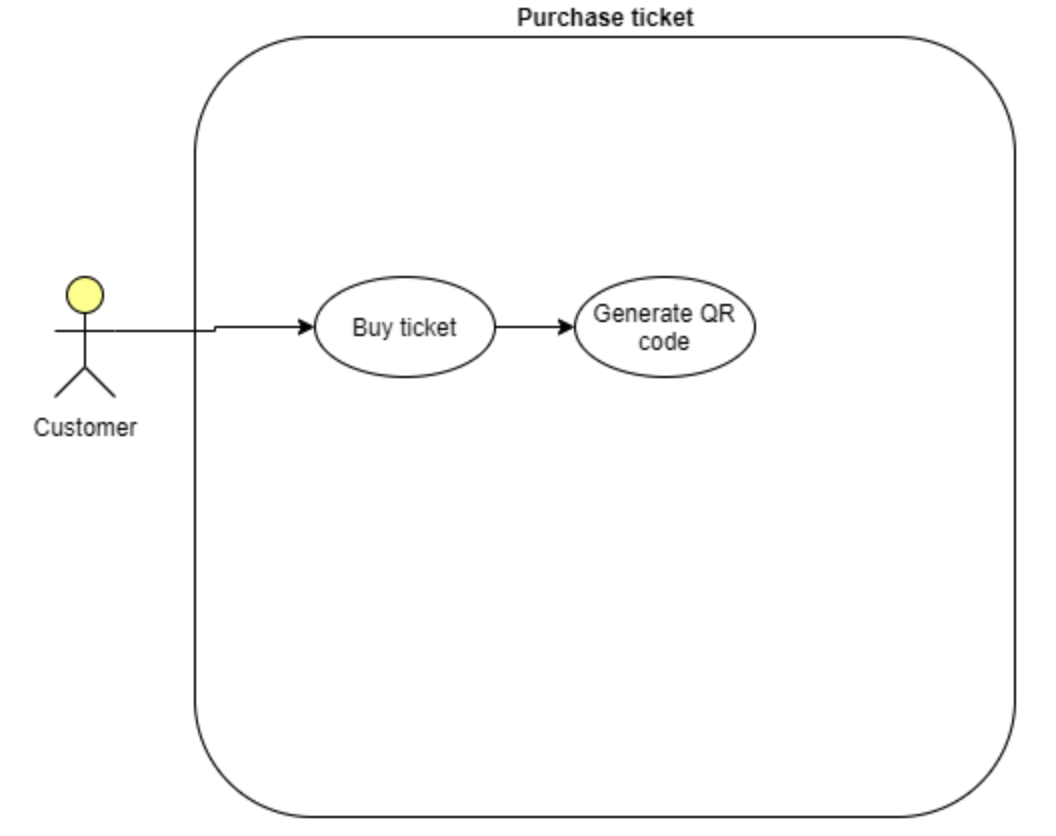 Purchase ticket
Buy ticket
Generate QR
code
Customer